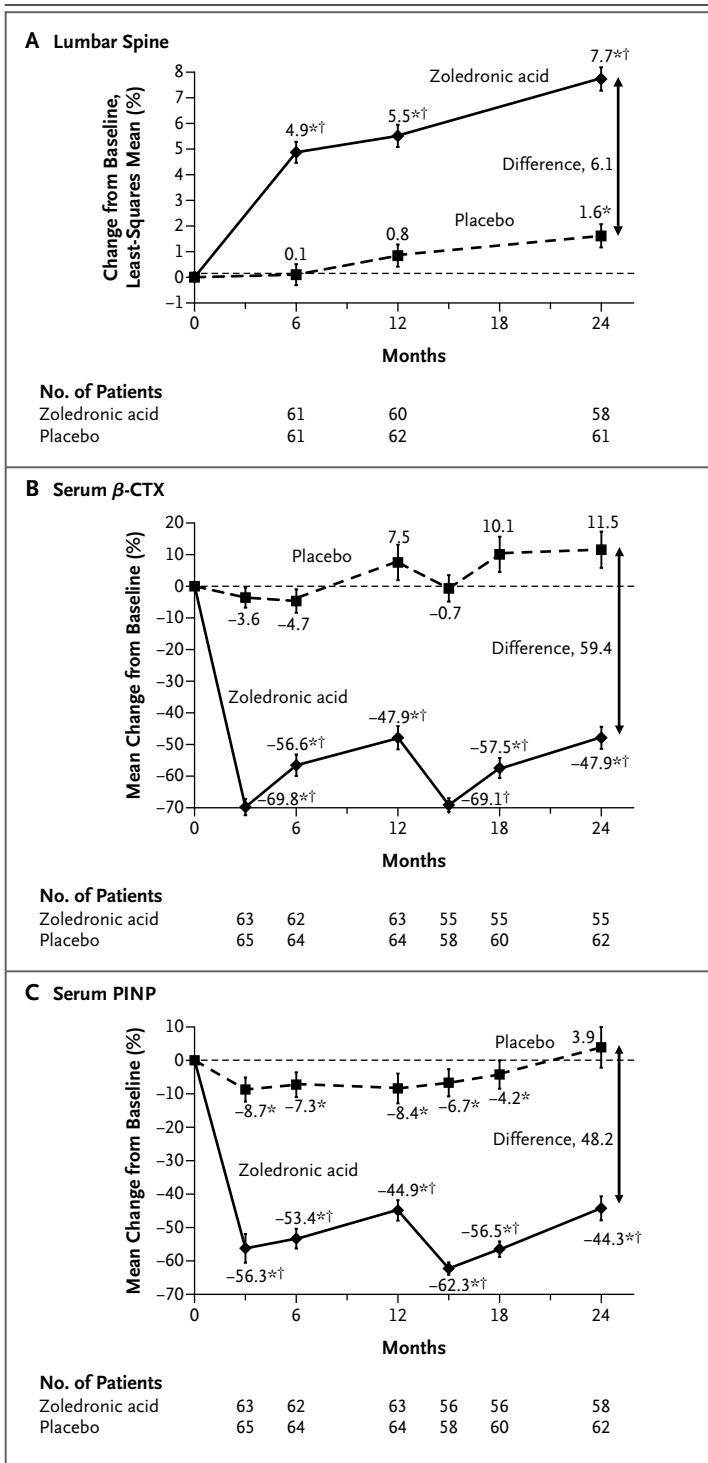 A Lumbar Spine
Change from Baseline,
Least-Squares Mean (%)
8
7
6
5
4
3
2
1
0
−1
Zoledronic acid
7.7*†
4.9*†
5.5*†
Difference, 6.1
Placebo
1.6*
0.1
0.8
0 6 12 18 24
Months
No. of Patients
Zoledronic acid 61 60 58
Placebo 61 62 61
B Serum β-CTX
Mean Change from Baseline (%)
20
10
0
−10
−20
−30
−40
−50
−60
−70
Placebo
7.5
10.1
11.5
−3.6
−4.7
−0.7
Difference, 59.4
Zoledronic acid
−47.9*†
−56.6*†
−57.5*†
−47.9*†
−69.8*†
−69.1†
0 6 12 18 24
Months
No. of Patients
Zoledronic acid 63 62 63 55 55 55
Placebo 65 64 64 58 60 62
C Serum PINP
Mean Change from Baseline (%)
10
0
−10
−20
−30
−40
−50
−60
−70
Placebo
3.9
−8.7*
−7.3*
−8.4*
−6.7*
−4.2*
Difference, 48.2
Zoledronic acid
−44.9*†
−53.4*†
−56.5*†
−44.3*†
−56.3*†
−62.3*†
0 6 12 18 24
Months
No. of Patients
Zoledronic acid 63 62 63 56 56 58
Placebo 65 64 64 58 60 62